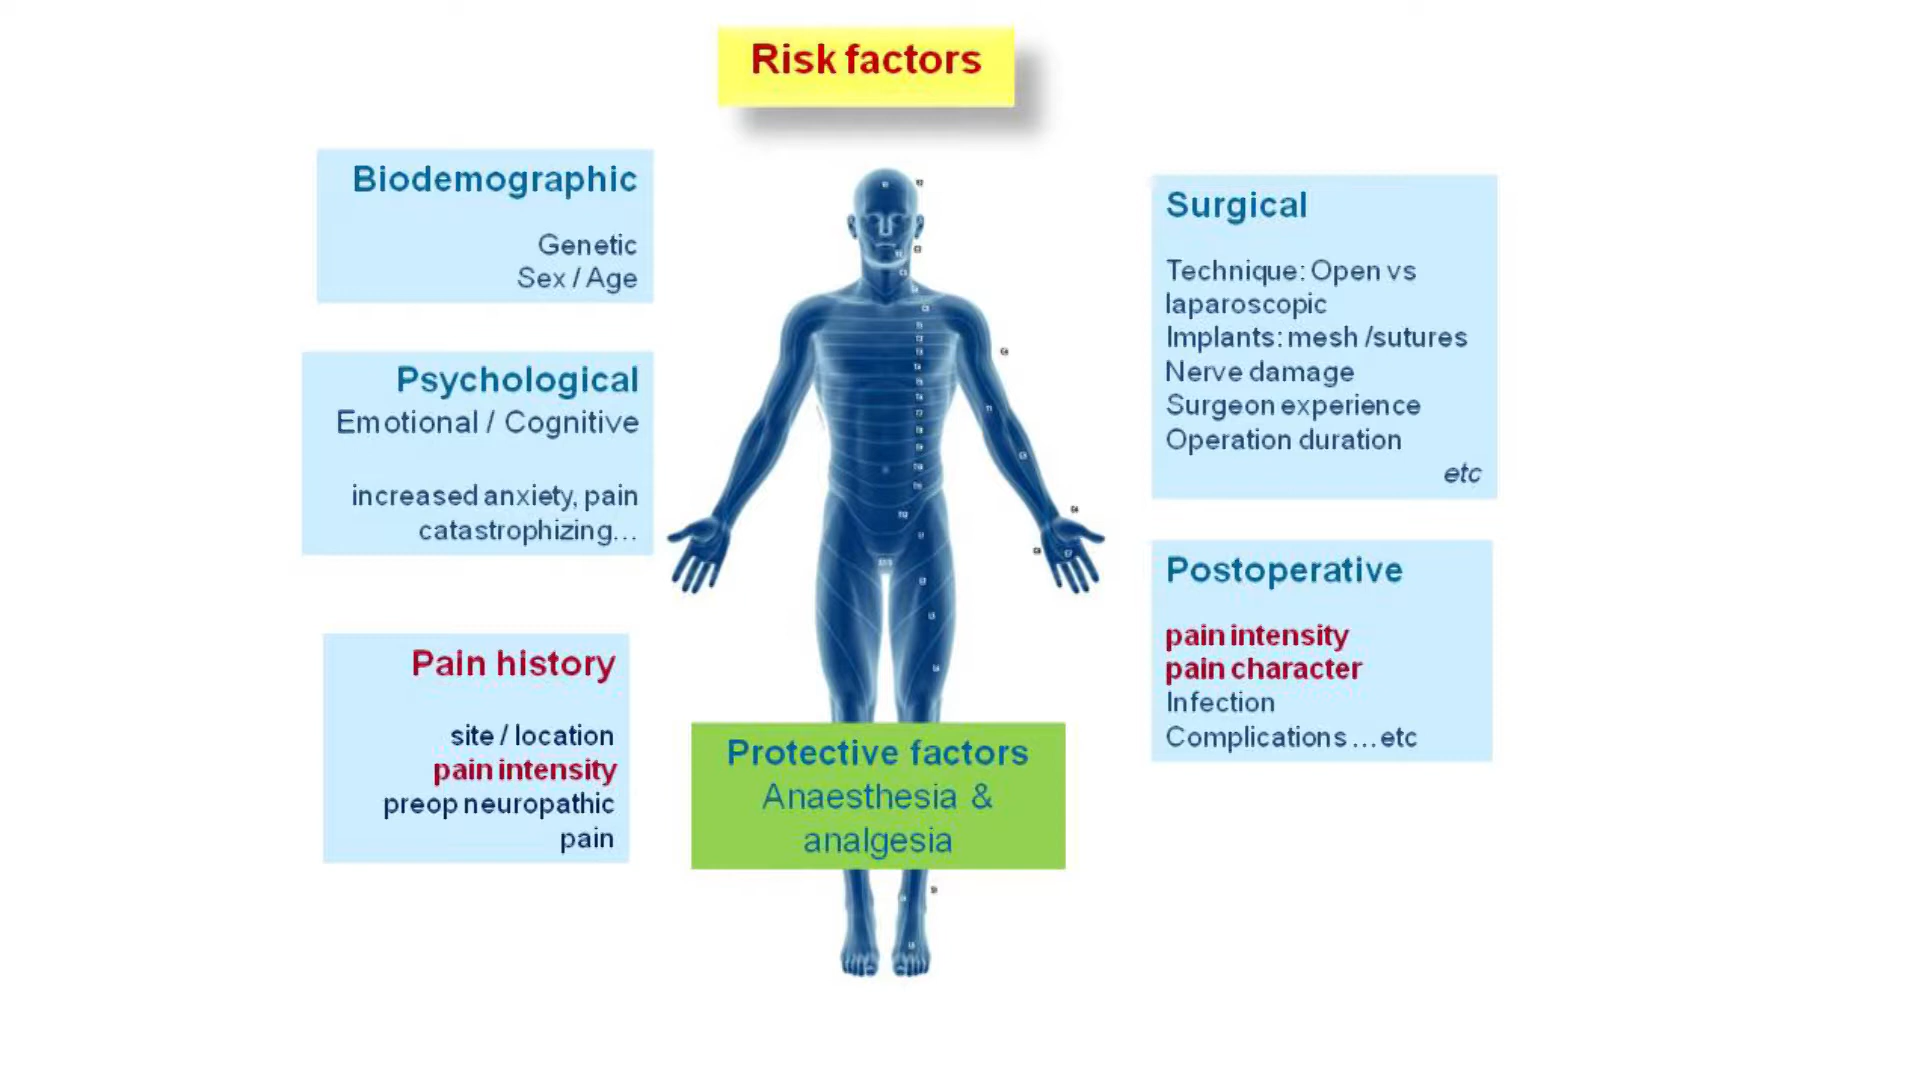 Risk factors
Biodemographic
Genetic
Sex / Age
Psychological
Emotional / Cognitive
increased anxiety, pain
catastrophizing...
Pain history
site / location
pain intensity
preop neuropathic
pain
Protective factors
Anaesthesia &
analgesia
Surgical
Technique: Open vs
laparoscopic
Implants: mesh /sutures
Nerve damage
Surgeon experience
Operation duration
etc
Postoperative
pain intensity
pain character
Infection
Complications ...etc